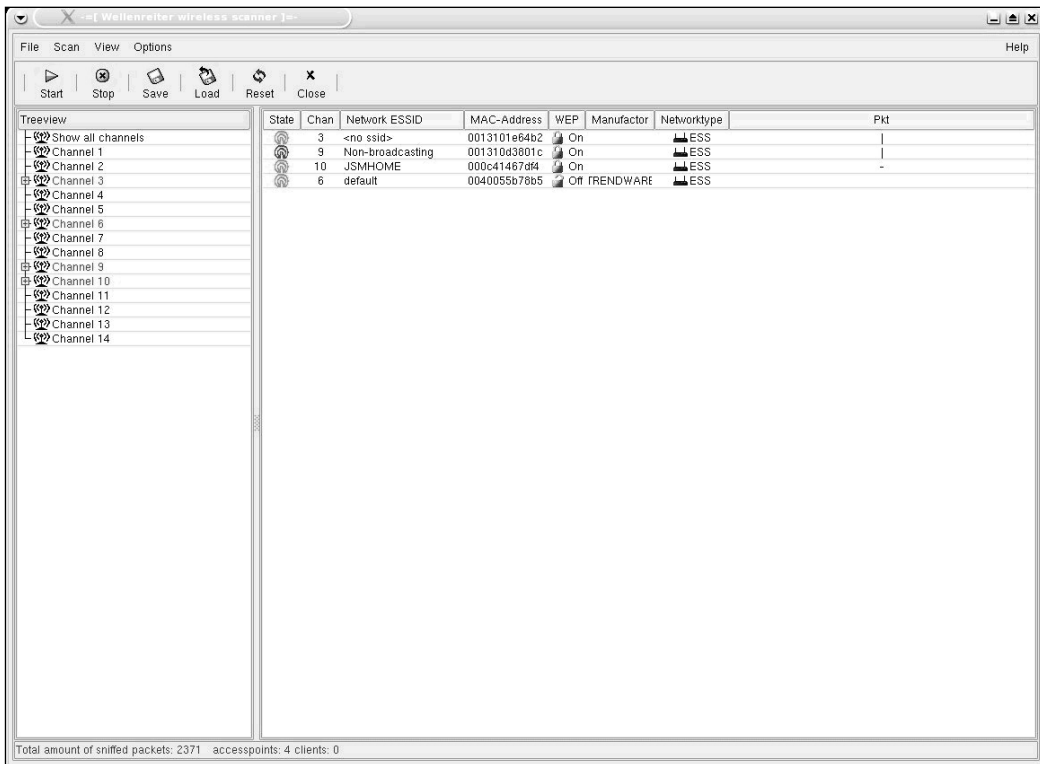 -=[ Wellenreiter wireless scanner ]=-
File Scan View Options Help
Start Stop Save Load Reset Close
Treeview
Show all channels
Channel 1
Channel 2
Channel 3
Channel 4
Channel 5
Channel 6
Channel 7
Channel 8
Channel 9
Channel 10
Channel 11
Channel 12
Channel 13
Channel 14
State Chan Network ESSID MAC-Address WEP Manufactor Networktype Pkt
3 <no ssid> 0013101e64b2 On ESS |
9 Non-broadcasting 001310d3801c On ESS |
10 JSMHOME 000c41467df4 On ESS -
6 default 0040055b78b5 Off TRENDWARE ESS
Total amount of sniffed packets: 2371 accesspoints: 4 clients: 0